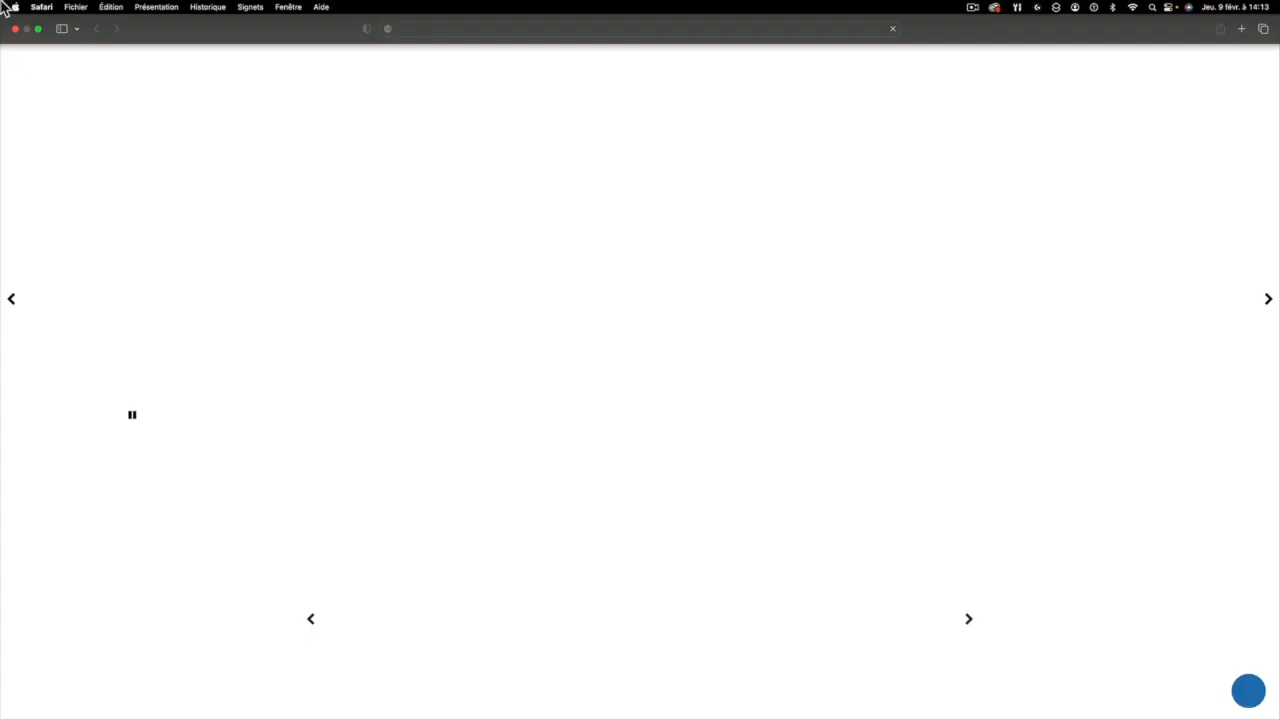 Safari Fichier Édition Présentation Historique Signets Fenêtre Aide Jeu. 9 févr. à 14:13